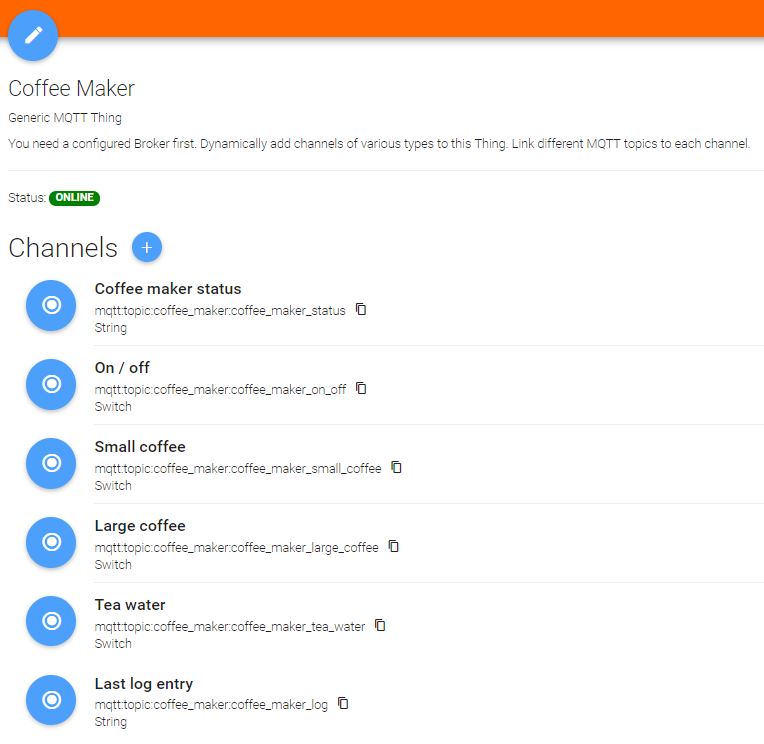 Coffee Maker
Generic MQTT Thing
You need a configured Broker first. Dynamically add channels of various types to this Thing. Link different MQTT topics to each channel.
Status: ONLINE
Channels +
Coffee maker status
mqtt:topic:coffee_maker:coffee_maker_status
String
On / off
mqtt:topic:coffee_maker:coffee_maker_on_off
Switch
Small coffee
mqtt:topic:coffee_maker:coffee_maker_small_coffee
Switch
Large coffee
mqtt:topic:coffee_maker:coffee_maker_large_coffee
Switch
Tea water
mqtt:topic:coffee_maker:coffee_maker_tea_water
Switch
Last log entry
mqtt:topic:coffee_maker:coffee_maker_log
String